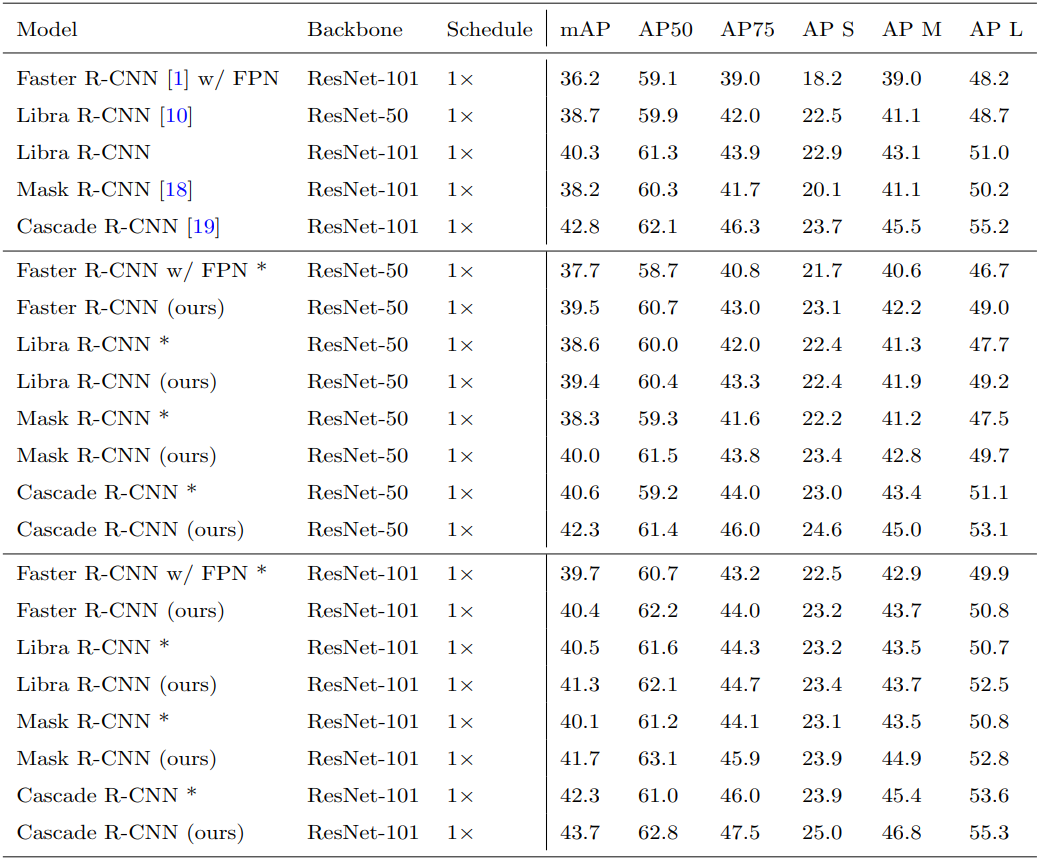 Model Backbone Schedule mAP AP50 AP75 AP S AP M AP L
Faster R-CNN [1] w/ FPN ResNet-101 1× 36.2 59.1 39.0 18.2 39.0 48.2
Libra R-CNN [10] ResNet-50 1× 38.7 59.9 42.0 22.5 41.1 48.7
Libra R-CNN ResNet-101 1× 40.3 61.3 43.9 22.9 43.1 51.0
Mask R-CNN [18] ResNet-101 1× 38.2 60.3 41.7 20.1 41.1 50.2
Cascade R-CNN [19] ResNet-101 1× 42.8 62.1 46.3 23.7 45.5 55.2
Faster R-CNN w/ FPN * ResNet-50 1× 37.7 58.7 40.8 21.7 40.6 46.7
Faster R-CNN (ours) ResNet-50 1× 39.5 60.7 43.0 23.1 42.2 49.0
Libra R-CNN * ResNet-50 1× 38.6 60.0 42.0 22.4 41.3 47.7
Libra R-CNN (ours) ResNet-50 1× 39.4 60.4 43.3 22.4 41.9 49.2
Mask R-CNN * ResNet-50 1× 38.3 59.3 41.6 22.2 41.2 47.5
Mask R-CNN (ours) ResNet-50 1× 40.0 61.5 43.8 23.4 42.8 49.7
Cascade R-CNN * ResNet-50 1× 40.6 59.2 44.0 23.0 43.4 51.1
Cascade R-CNN (ours) ResNet-50 1× 42.3 61.4 46.0 24.6 45.0 53.1
Faster R-CNN w/ FPN * ResNet-101 1× 39.7 60.7 43.2 22.5 42.9 49.9
Faster R-CNN (ours) ResNet-101 1× 40.4 62.2 44.0 23.2 43.7 50.8
Libra R-CNN * ResNet-101 1× 40.5 61.6 44.3 23.2 43.5 50.7
Libra R-CNN (ours) ResNet-101 1× 41.3 62.1 44.7 23.4 43.7 52.5
Mask R-CNN * ResNet-101 1× 40.1 61.2 44.1 23.1 43.5 50.8
Mask R-CNN (ours) ResNet-101 1× 41.7 63.1 45.9 23.9 44.9 52.8
Cascade R-CNN * ResNet-101 1× 42.3 61.0 46.0 23.9 45.4 53.6
Cascade R-CNN (ours) ResNet-101 1× 43.7 62.8 47.5 25.0 46.8 55.3